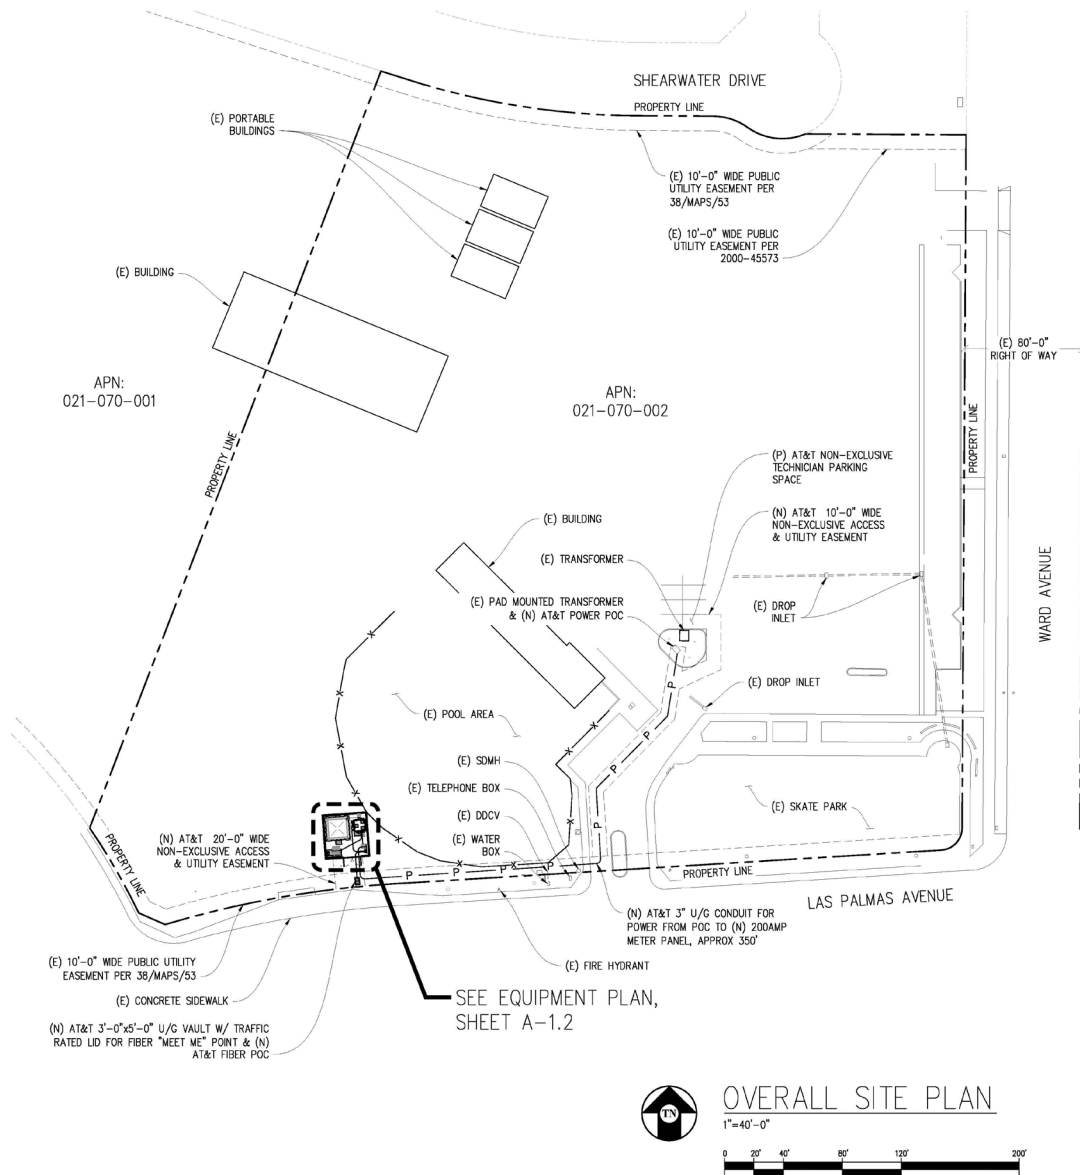 SHEARWATER DRIVE
PROPERTY LINE
(E) PORTABLE
BUILDINGS
(E) 10'-0" WIDE PUBLIC
UTILITY EASEMENT PER
38/MAPS/53
(E) 10'-0" WIDE PUBLIC
UTILITY EASEMENT PER
2000-45573
(E) BUILDING
(E) 80'-0"
RIGHT OF WAY
APN:
021-070-001
APN:
021-070-002
PROPERTY LINE
PROPERTY LINE
(P) AT&T NON-EXCLUSIVE
TECHNICIAN PARKING
SPACE
(N) AT&T 10'-0" WIDE
NON-EXCLUSIVE ACCESS
& UTILITY EASEMENT
(E) BUILDING
(E) TRANSFORMER
(E) PAD MOUNTED TRANSFORMER
& (N) AT&T POWER POC
(E) DROP
INLET
WARD AVENUE
X
P
X
(E) DROP INLET
(E) POOL AREA
X
X
P
X
(E) SDMH
P
(E) TELEPHONE BOX
X
(E) SKATE PARK
(E) DDCV
X
(E) WATER
BOX
X
P
(N) AT&T 20'-0" WIDE
NON-EXCLUSIVE ACCESS
& UTILITY EASEMENT
PROPERTY LINE
X
X
P
P
P
P
PROPERTY LINE
LAS PALMAS AVENUE
(N) AT&T 3" U/G CONDUIT FOR
POWER FROM POC TO (N) 200AMP
METER PANEL, APPROX 350'
(E) 10'-0" WIDE PUBLIC UTILITY
EASEMENT PER 38/MAPS/53
(E) FIRE HYDRANT
(E) CONCRETE SIDEWALK
SEE EQUIPMENT PLAN,
SHEET A-1.2
(N) AT&T 3'-0"x5'-0" U/G VAULT W/ TRAFFIC
RATED LID FOR FIBER "MEET ME" POINT & (N)
AT&T FIBER POC
TN
OVERALL SITE PLAN
1"=40'-0"
0 20' 40' 80' 120' 200'